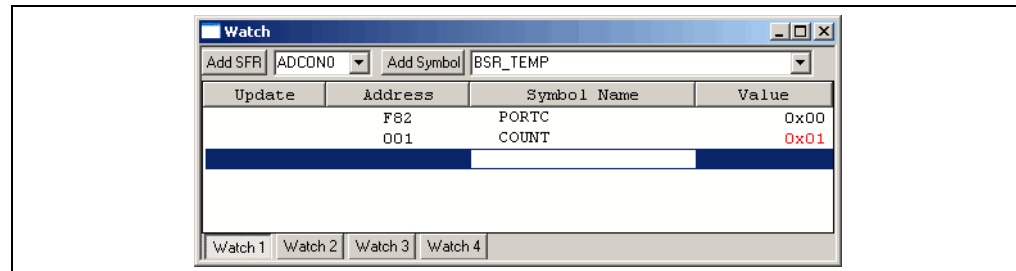 Watch
Add SFR ADCON0 Add Symbol BSR_TEMP
Update Address Symbol Name Value
F82 PORTC 0x00
001 COUNT 0x01
Watch 1 Watch 2 Watch 3 Watch 4